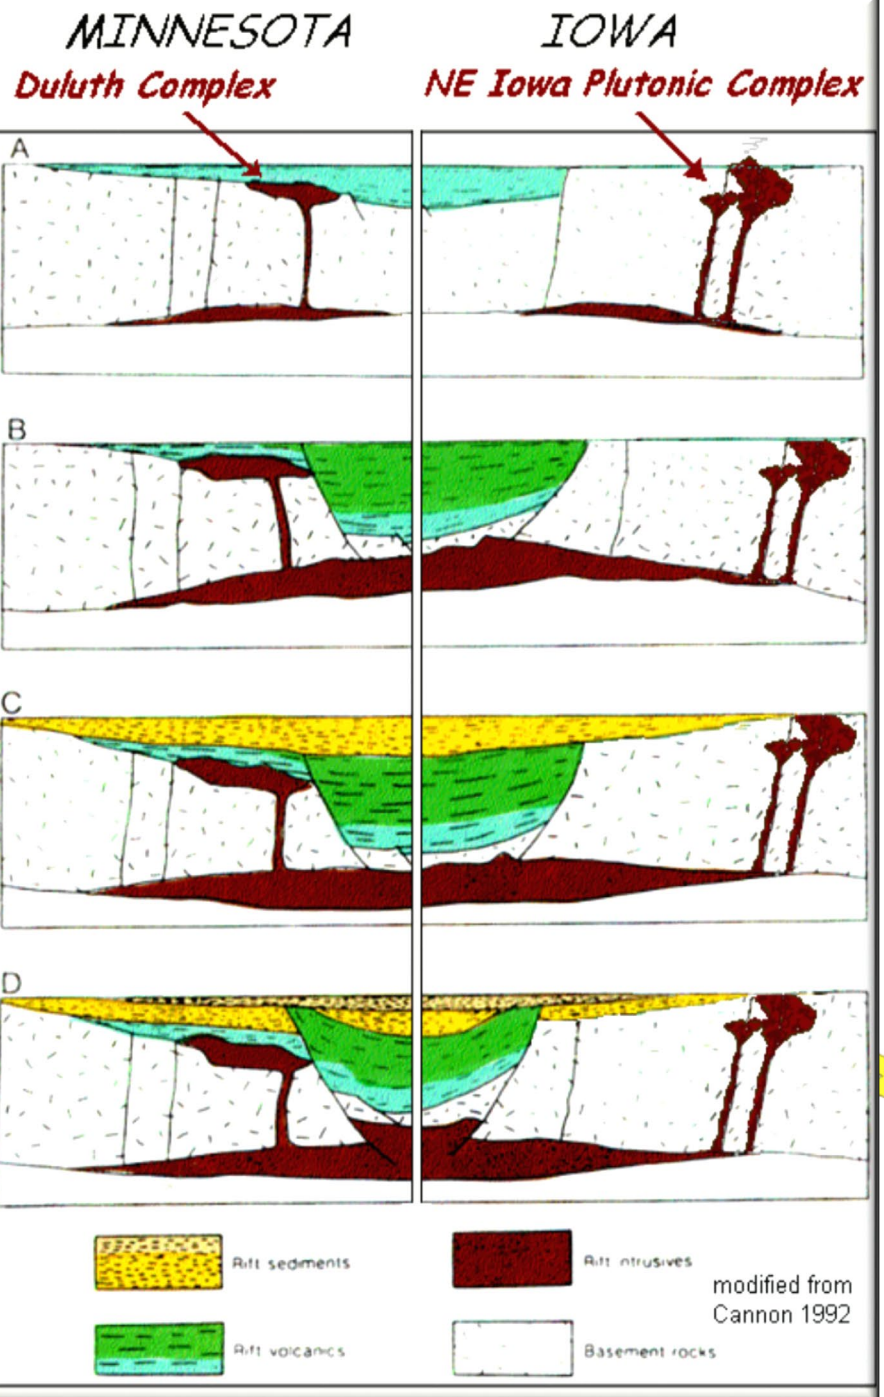 MINNESOTA IOWA
Duluth Complex NE Iowa Plutonic Complex
A
B
C
D
Rift sediments Rift ntrusives
modified from
Cannon 1992
Rift volcanics Basement rocks